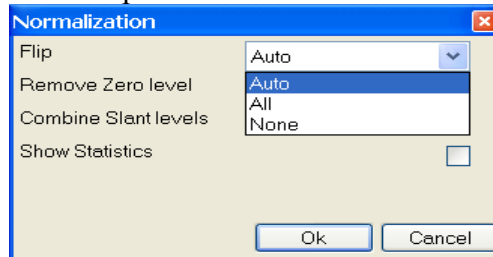 Normalization
Flip Auto
Remove Zero level Auto
All
Combine Slant levels None
Show Statistics
Ok Cancel